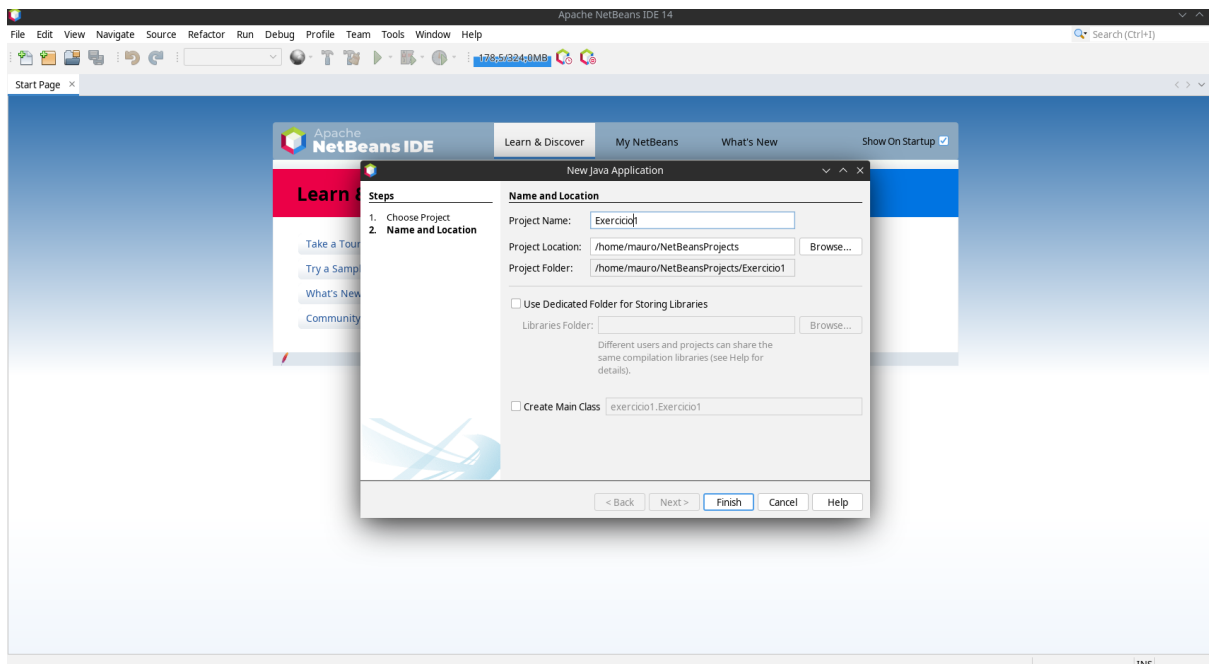 Apache NetBeans IDE 14
File Edit View Navigate Source Refactor Run Debug Profile Team Tools Window Help
Search (Ctrl+I)
178,5/324,0MB
Start Page
Apache
NetBeans IDE
Learn & Discover My NetBeans What's New Show On Startup
New Java Application
Learn &
Steps
1. Choose Project
2. Name and Location
Name and Location
Project Name: Exercicio1
Project Location: /home/mauro/NetBeansProjects Browse...
Project Folder: /home/mauro/NetBeansProjects/Exercicio1
Take a Tour
Try a Samp
What's New
Community
Use Dedicated Folder for Storing Libraries
Libraries Folder: Browse...
Different users and projects can share the
same compilation libraries (see Help for
details).
Create Main Class exercicio1.Exercicio1
< Back Next > Finish Cancel Help
INS